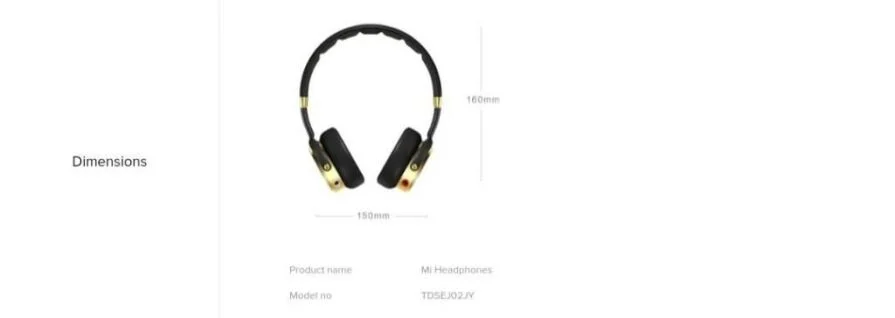 160mm
Dimensions
150mm
Product name Mi Headphones
Model no TDSEJ02JY